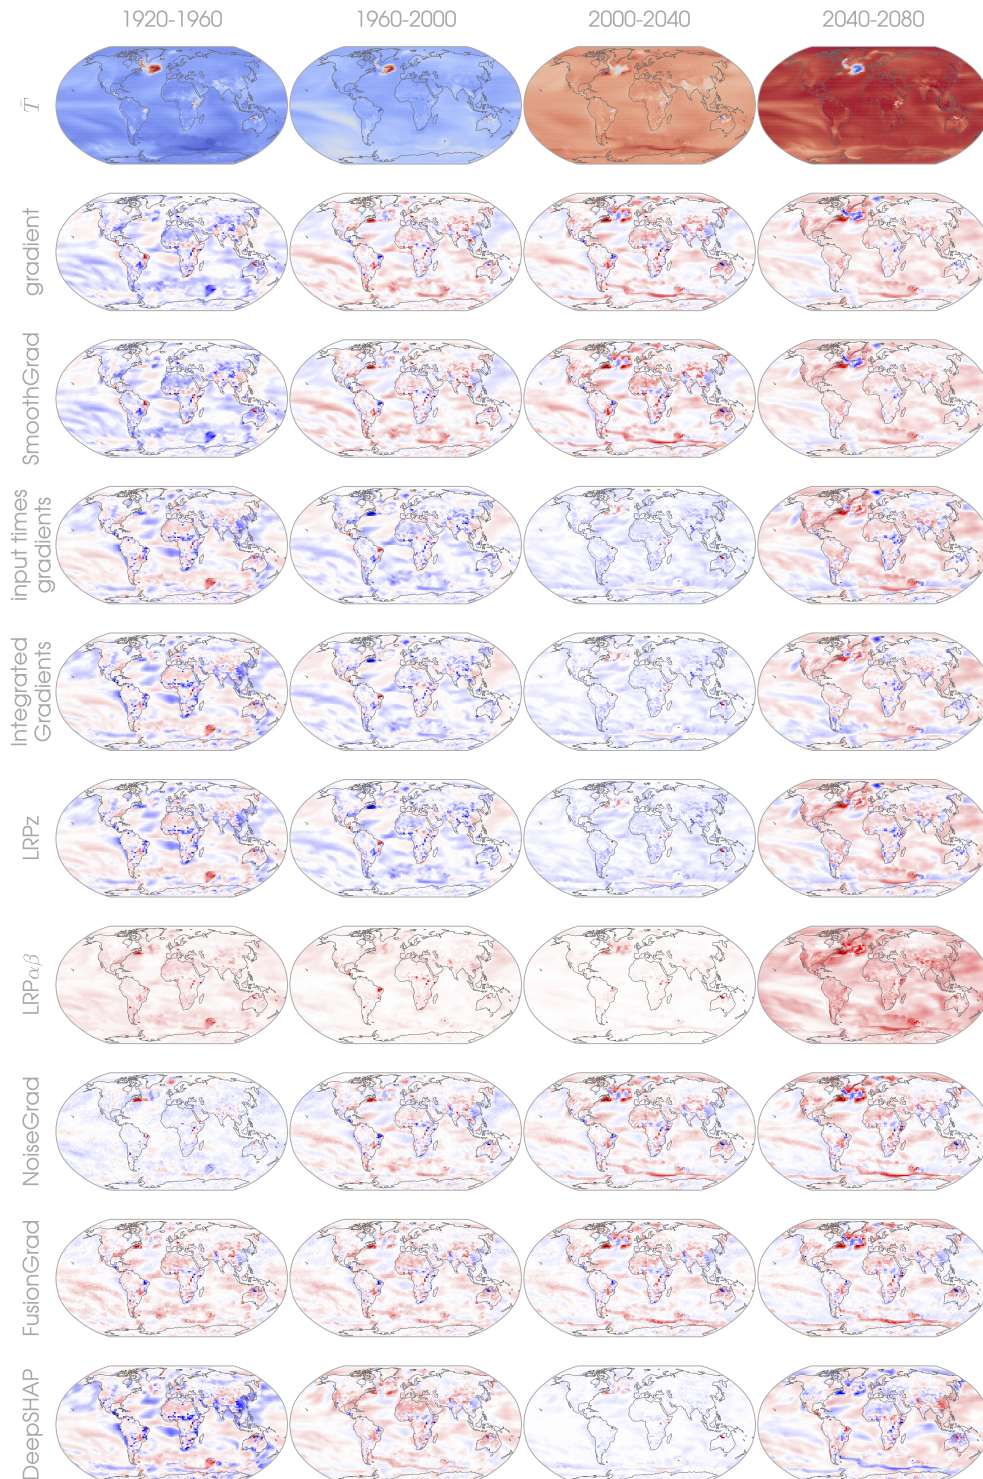 1920-1960 1960-2000 2000-2040 2040-2080
T̄
gradient
SmoothGrad
input times
gradients
Integrated
Gradients
LRPz
LRPαβ
NoiseGrad
FusionGrad
DeepSHAP